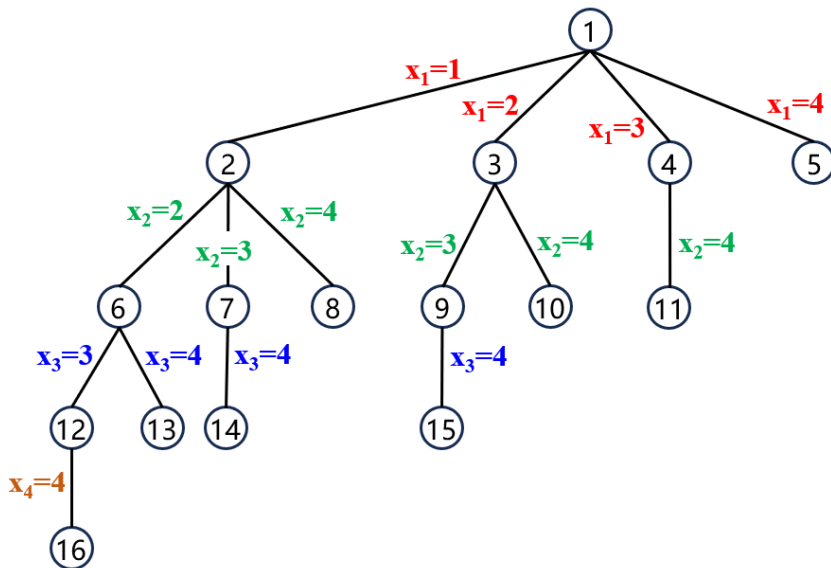 1
x₁=1
x₁=2
x₁=3
x₁=4
2
3
4
5
x₂=2
x₂=3
x₂=4
x₂=3
x₂=4
x₂=4
6
7
8
9
10
11
x₃=3
x₃=4
x₃=4
x₃=4
12
13
14
15
x₄=4
16